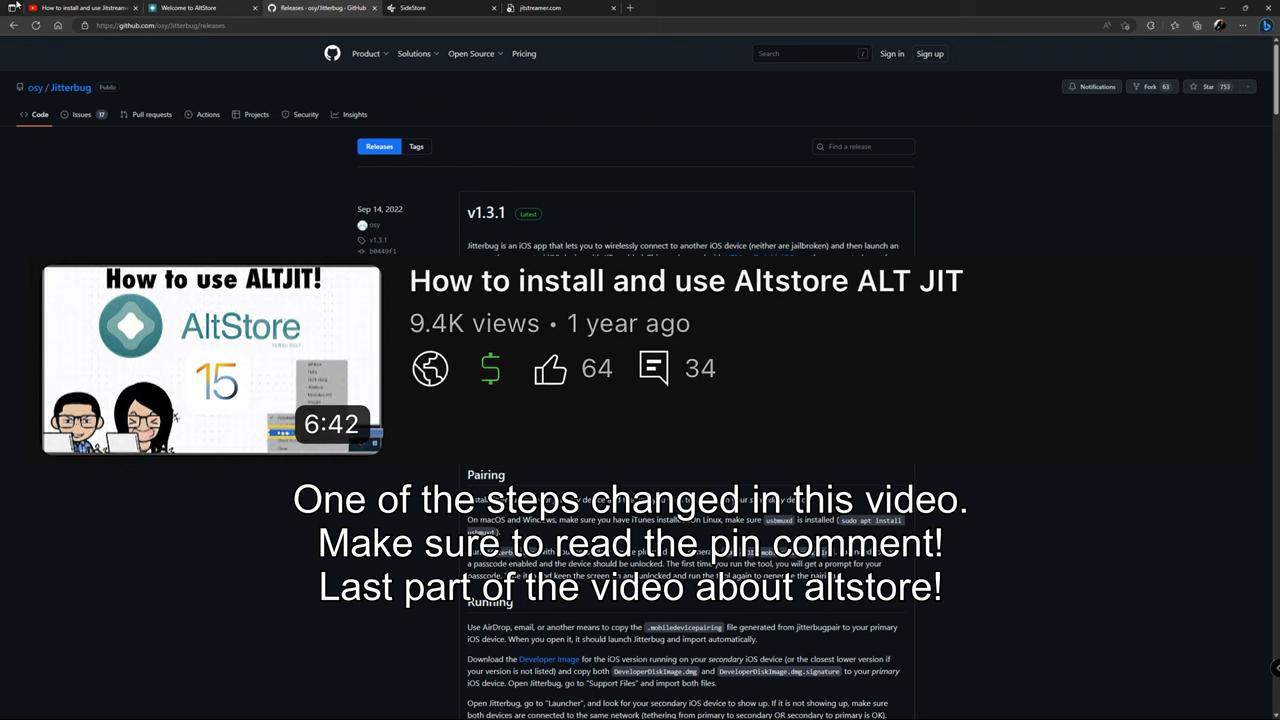 How to install and use Jitstream
Welcome to AltStore
Releases · osy/Jitterbug · GitHub
SideStore
jitstreamer.com
https://github.com/osy/Jitterbug/releases
Product
Solutions
Open Source
Pricing
Search
/
Sign in
Sign up
osy / Jitterbug
Public
Notifications
Fork 63
Star 753
Code
Issues 17
Pull requests
Actions
Projects
Security
Insights
Releases
Tags
Find a release
Sep 14, 2022
osy
v1.3.1
b0449f1
v1.3.1
Latest
Jitterbug is an iOS app that lets you to wirelessly connect to another iOS device (neither are jailbroken) and then launch an
How to use ALTJIT!
AltStore
15
6:42
How to install and use Altstore ALT JIT
9.4K views • 1 year ago
64
34
Pairing
One of the steps changed in this video.
On macOS and Windows, make sure you have iTunes installed. On Linux, make sure usbmuxd is installed ( sudo apt install
usbmuxd ).
Make sure to read the pin comment!
a passcode enabled and the device should be unlocked. The first time you run the tool, you will get a prompt for your
Last part of the video about altstore!
Running
Use AirDrop, email, or another means to copy the .mobiledevicepairing file generated from jitterbugpair to your primary
iOS device. When you open it, it should launch Jitterbug and import automatically.
Download the Developer Image for the iOS version running on your secondary iOS device (or the closest lower version if
your version is not listed) and copy both DeveloperDiskImage.dmg and DeveloperDiskImage.dmg.signature to your primary
iOS device. Open Jitterbug, go to "Support Files" and import both files.
Open Jitterbug, go to "Launcher", and look for your secondary iOS device to show up. If it is not showing up, make sure
both devices are connected to the same network (tethering from primary to secondary OR secondary to primary is OK).